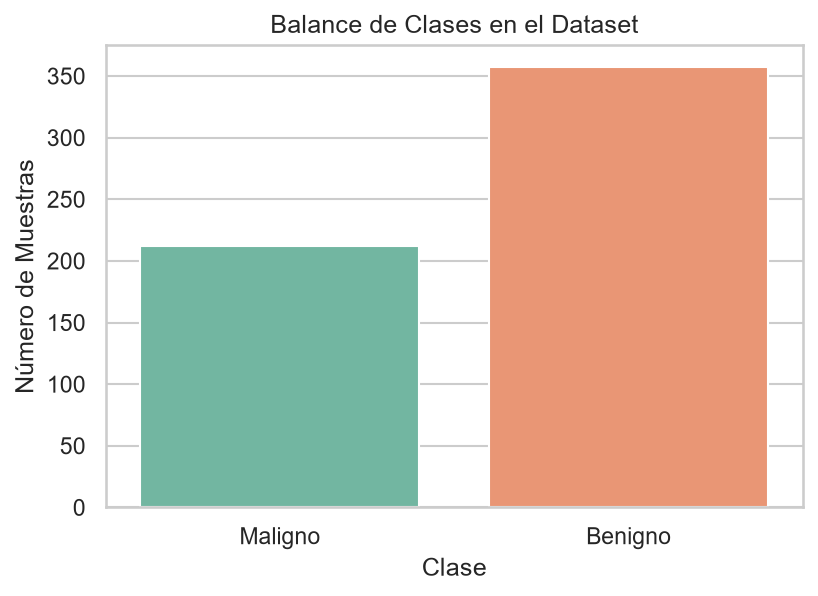 Balance de Clases en el Dataset
Número de Muestras
350
300
250
200
150
100
50
0
Maligno
Benigno
Clase